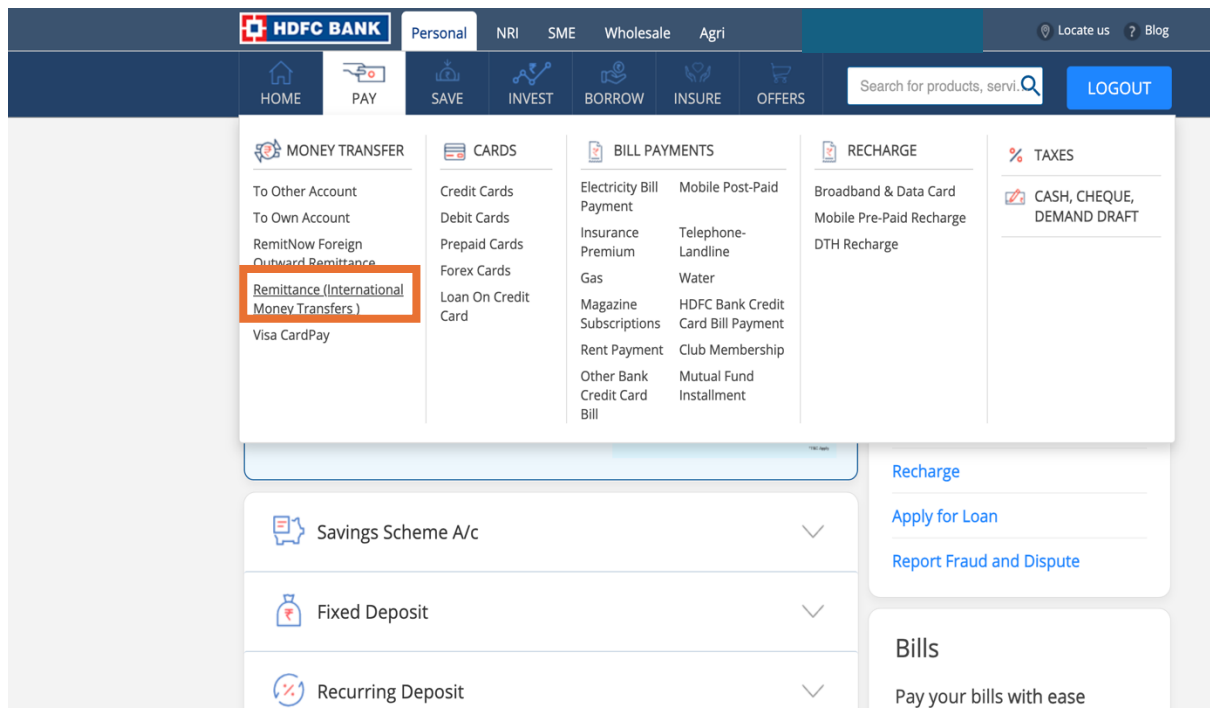 HDFC BANK
Personal
NRI
SME
Wholesale
Agri
Locate us
? Blog
HOME
PAY
SAVE
INVEST
BORROW
INSURE
OFFERS
Search for products, servi.
LOGOUT
MONEY TRANSFER
To Other Account
To Own Account
RemitNow Foreign
Outward Remittance
Remittance (International
Money Transfers )
Visa CardPay
CARDS
Credit Cards
Debit Cards
Prepaid Cards
Forex Cards
Loan On Credit
Card
BILL PAYMENTS
Electricity Bill
Payment
Insurance
Premium
Gas
Magazine
Subscriptions
Rent Payment
Other Bank
Credit Card
Bill
Mobile Post-Paid
Telephone-
Landline
Water
HDFC Bank Credit
Card Bill Payment
Club Membership
Mutual Fund
Installment
RECHARGE
Broadband & Data Card
Mobile Pre-Paid Recharge
DTH Recharge
% TAXES
CASH, CHEQUE,
DEMAND DRAFT
Savings Scheme A/c
Fixed Deposit
Recurring Deposit
Recharge
Apply for Loan
Report Fraud and Dispute
Bills
Pay your bills with ease